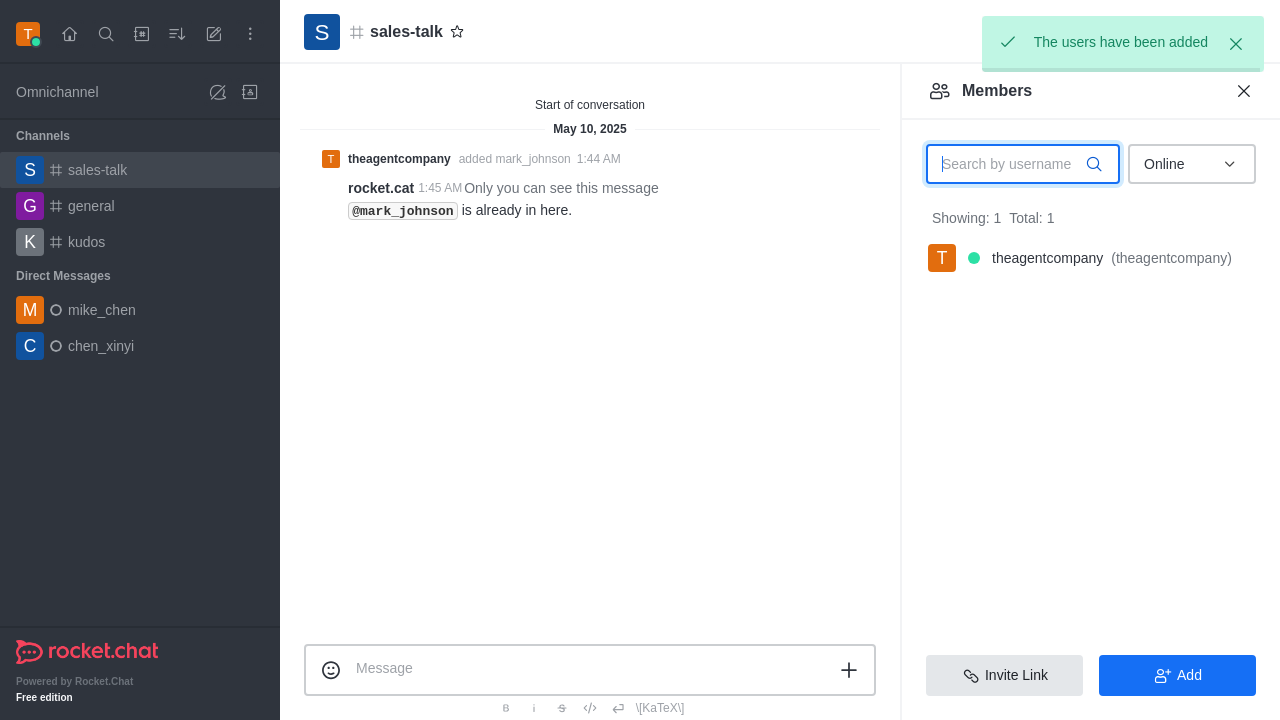 T
Omnichannel
Channels
S sales-talk
G general
K kudos
Direct Messages
M mike_chen
C chen_xinyi
rocket.chat
Powered by Rocket.Chat
Free edition
S sales-talk
Start of conversation
May 10, 2025
T theagentcompany added mark_johnson 1:44 AM
rocket.cat 1:45 AM Only you can see this message
@mark_johnson is already in here.
Message
B i S </> \[KaTeX\]
The users have been added
Members
Search by username
Online
Showing: 1 Total: 1
T theagentcompany (theagentcompany)
Invite Link
Add